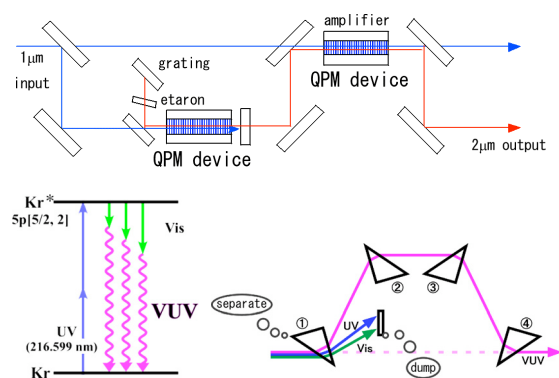 amplifier
1μm
input
grating
etaron
QPM device
QPM device
2μm output
Kr*
5p[5/2, 2]
Vis
VUV
UV
(216.599 nm)
Kr
separate
①
②
③
④
UV
Vis
dump
VUV